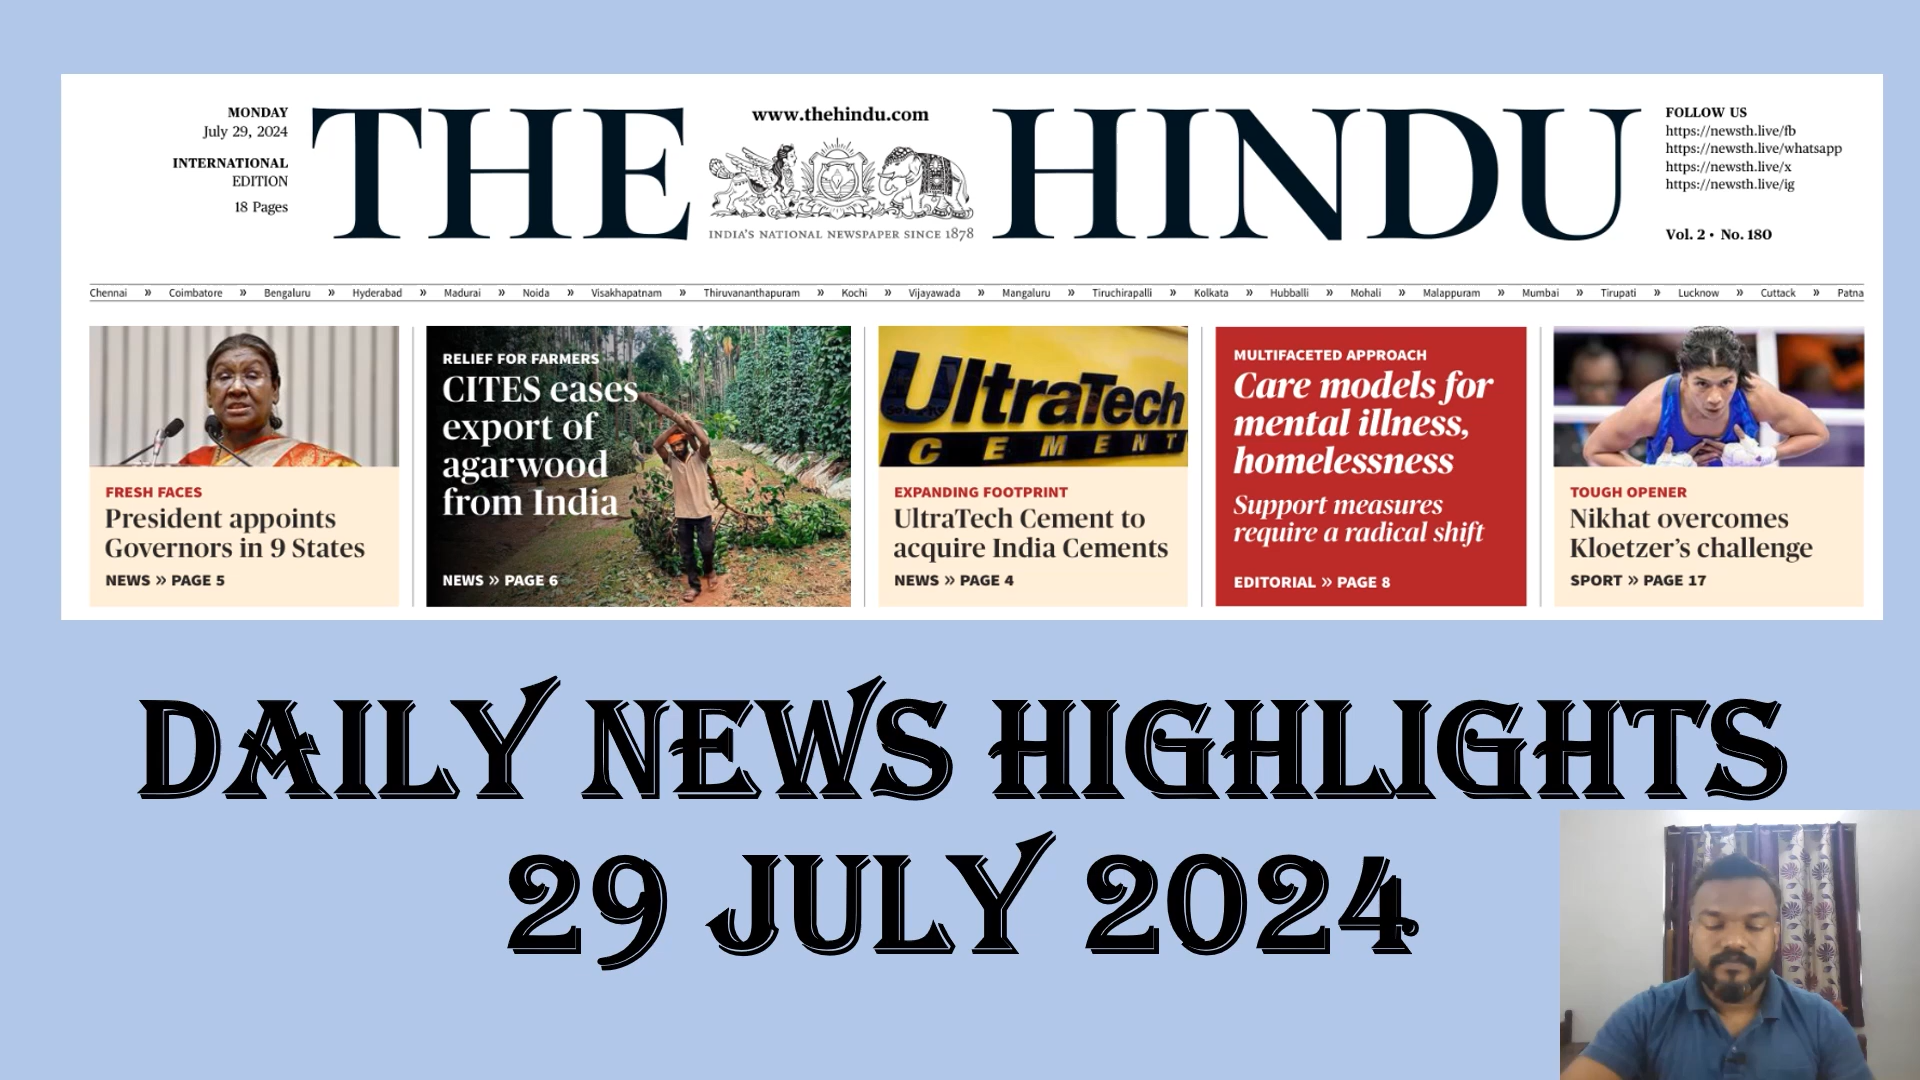 MONDAY
July 29, 2024
INTERNATIONAL
EDITION
18 Pages
THE HINDU
www.thehindu.com
INDIA'S NATIONAL NEWSPAPER SINCE 1878
FOLLOW US
https://newsth.live/fb
https://newsth.live/whatsapp
https://newsth.live/x
https://newsth.live/ig
Vol. 2 • No. 180
Chennai » Coimbatore » Bengaluru » Hyderabad » Madurai » Noida » Visakhapatnam » Thiruvananthapuram » Kochi » Vijayawada » Mangaluru » Tiruchirapalli » Kolkata » Hubballi » Mohali » Malappuram » Mumbai » Tirupati » Lucknow » Cuttack » Patna
FRESH FACES
President appoints
Governors in 9 States
NEWS » PAGE 5
RELIEF FOR FARMERS
CITES eases
export of
agarwood
from India
NEWS » PAGE 6
UltraTech
CEMENT
EXPANDING FOOTPRINT
UltraTech Cement to
acquire India Cements
NEWS » PAGE 4
MULTIFACETED APPROACH
Care models for
mental illness,
homelessness
Support measures
require a radical shift
EDITORIAL » PAGE 8
TOUGH OPENER
Nikhat overcomes
Kloetzer's challenge
SPORT » PAGE 17
DAILY NEWS HIGHLIGHTS
29 JULY 2024